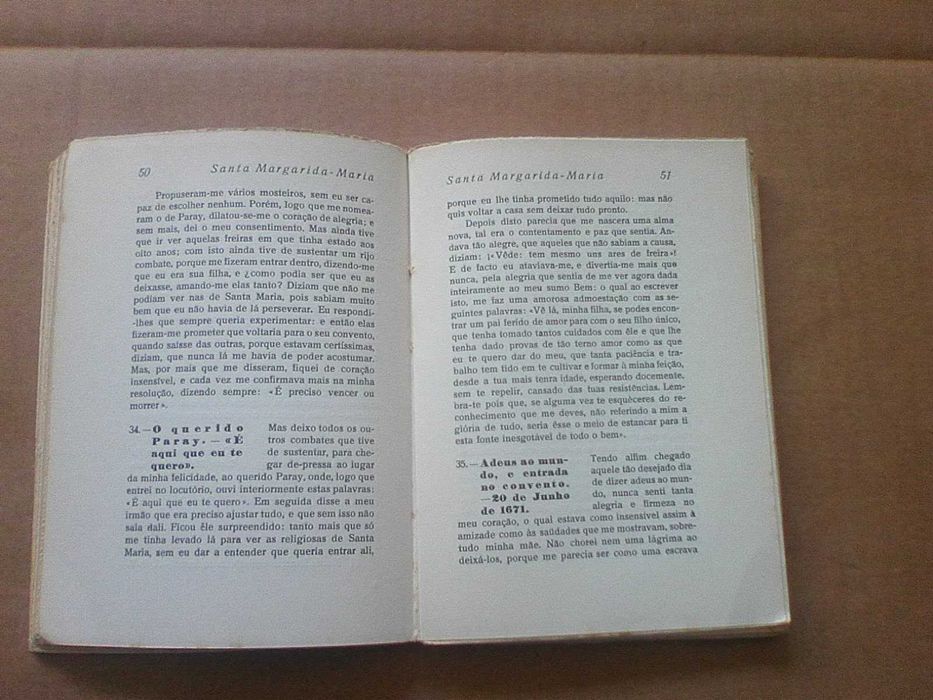 50
Santa Margarida-Maria
Propuseram-me vários mosteiros, sem eu ser ca-
paz de escolher nenhum. Porém, logo que me nomea-
ram o de Paray, dilatou-se-me o coração de alegria; e
sem mais, dei o meu consentimento. Mas ainda tive
que ir ver aquelas freiras em que tinha estado aos
oito anos; com isto ainda tive de sustentar um rijo
combate, porque me fizeram entrar dentro, dizendo-me
que eu era sua filha, e ¿como podia ser que eu as
deixasse, amando-me elas tanto? Diziam que não me
podiam ver nas de Santa Maria, pois sabiam muito
bem que eu não havia de lá perseverar. Eu respondi-
-lhes que sempre queria experimentar: e então elas
fizeram-me prometer que voltaria para o seu convento,
quando saísse das outras, porque estavam certíssimas,
diziam, que nunca lá me havia de poder acostumar.
Mas, por mais que me disseram, fiquei de coração
insensível, e cada vez me confirmava mais na minha
resolução, dizendo sempre: «É preciso vencer ou
morrer».
34.—O querido
Paray. — «É
aqui que eu te
quero».
Mas deixo todos os ou-
tros combates que tive
de sustentar, para che-
gar de-pressa ao lugar
da minha felicidade, ao querido Paray, onde, logo que
entrei no locutório, ouvi interiormente estas palavras:
«É aqui que eu te quero». Em seguida disse a meu
irmão que era preciso ajustar tudo, e que sem isso não
saía dali. Ficou êle surpreendido: tanto mais que só
me tinha levado lá para ver as religiosas de Santa
Maria, sem eu dar a entender que queria entrar ali,
Santa Margarida-Maria
51
porque eu lhe tinha prometido tudo aquilo: mas não
quis voltar a casa sem deixar tudo pronto.
Depois disto parecia que me nascera uma alma
nova, tal era o contentamento e paz que sentia. An-
dava tão alegre, que aqueles que não sabiam a causa,
diziam: ¡«Vêde: tem mesmo uns ares de freira»!
E de facto eu ataviava-me, e divertia-me mais que
nunca, pela alegria que sentia de me ver agora dada
inteiramente ao meu sumo Bem: o qual ao escrever
isto, me faz uma amorosa admoestação com as se-
guintes palavras: «Vê lá, minha filha, se podes encon-
trar um pai ferido de amor para com o seu filho único,
que tenha tomado tantos cuidados com êle e que lhe
tenha dado provas de tão terno amor como as que
eu te quero dar do meu, que tanta paciência e tra-
balho tem tido em te cultivar e formar à minha feição,
desde a tua mais tenra idade, esperando docemente,
sem te repelir, cansado das tuas resistências. Lem-
bra-te pois que, se alguma vez te esquèceres do re-
conhecimento que me deves, não referindo a mim a
glória de tudo, seria êsse o meio de estancar para ti
esta fonte inesgotável de todo o bem».
35.—Adeus ao mun-
do, e entrada
no convento.
—20 de Junho
de 1671.
Tendo alfim chegado
aquele tão desejado dia
de dizer adeus ao mun-
do, nunca senti tanta
alegria e firmeza no
meu coração, o qual estava como insensível assim à
amizade como às saüdades que me mostravam, sobre-
tudo minha mãe. Não chorei nem uma lágrima ao
deixá-los, porque me parecia ser como uma escrava